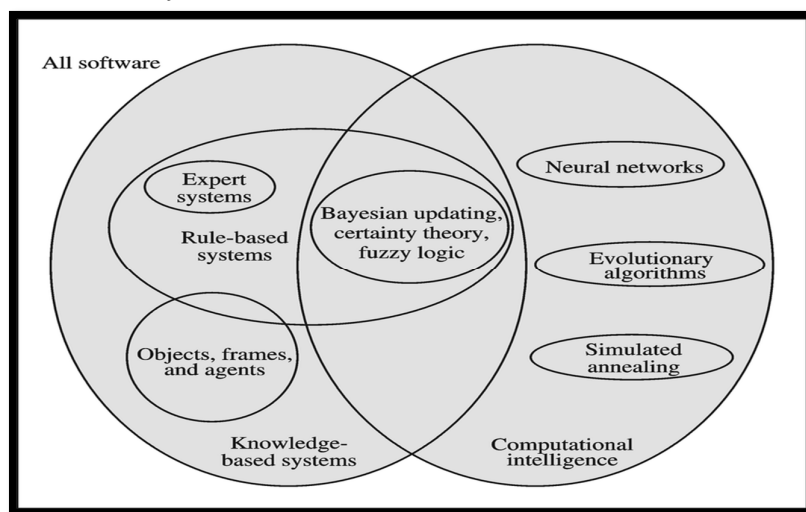 All software
Expert
systems
Rule-based
systems
Bayesian updating,
certainty theory,
fuzzy logic
Objects, frames,
and agents
Knowledge-
based systems
Neural networks
Evolutionary
algorithms
Simulated
annealing
Computational
intelligence